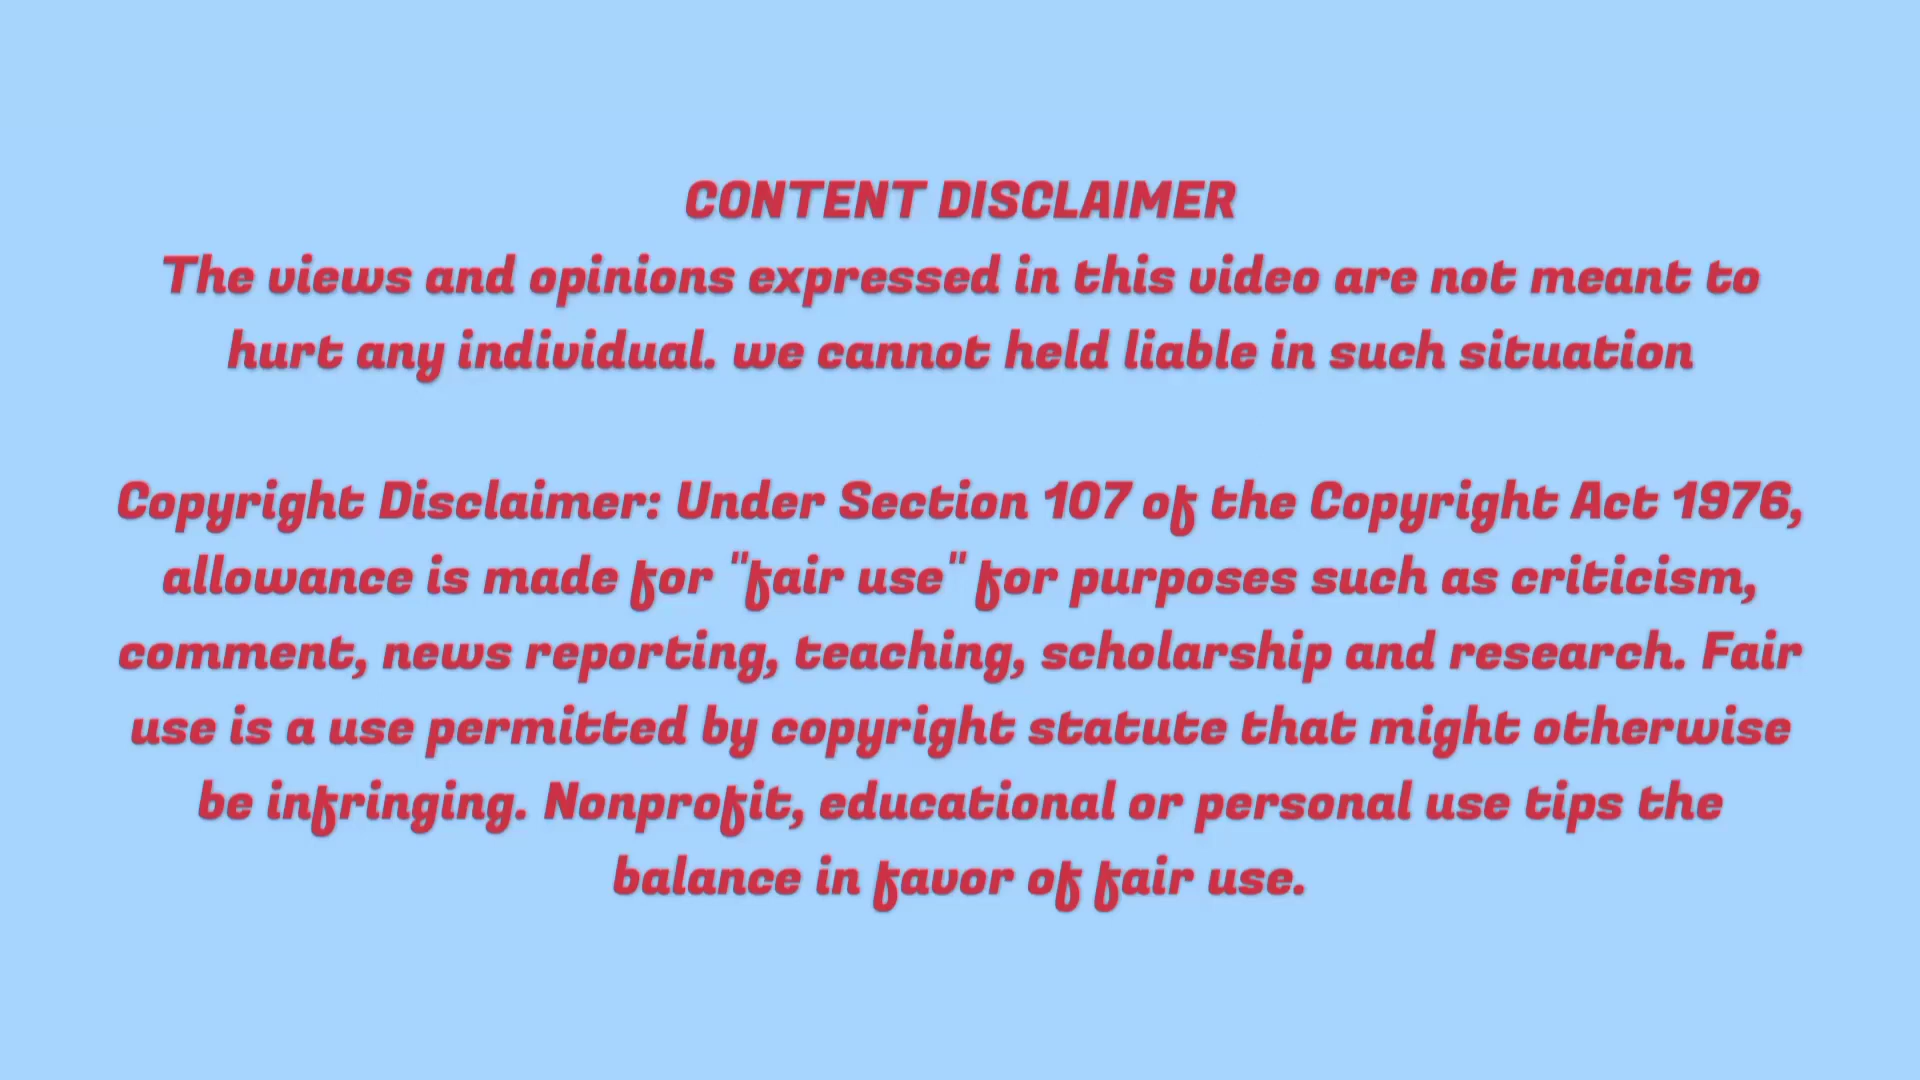 CONTENT DISCLAIMER
The views and opinions expressed in this video are not meant to
hurt any individual. we cannot held liable in such situation
Copyright Disclaimer: Under Section 107 of the Copyright Act 1976,
allowance is made for "fair use" for purposes such as criticism,
comment, news reporting, teaching, scholarship and research. Fair
use is a use permitted by copyright statute that might otherwise
be infringing. Nonprofit, educational or personal use tips the
balance in favor of fair use.